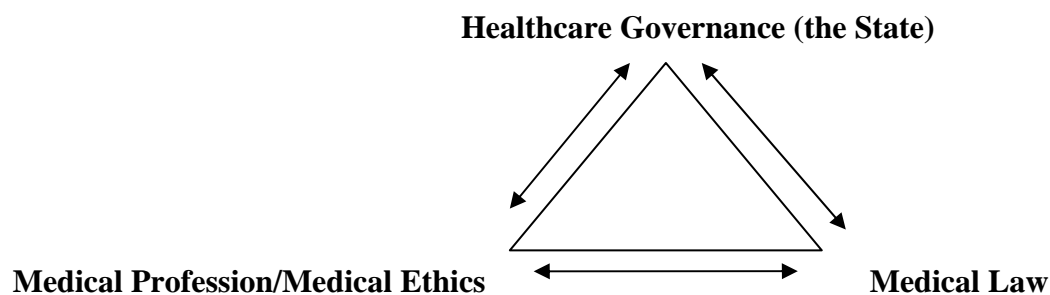 Healthcare Governance (the State)
Medical Profession/Medical Ethics
Medical Law